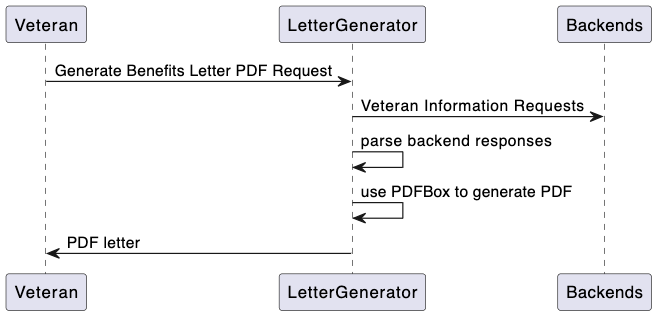 Veteran LetterGenerator Backends
Generate Benefits Letter PDF Request
Veteran Information Requests
parse backend responses
use PDFBox to generate PDF
PDF letter
Veteran LetterGenerator Backends